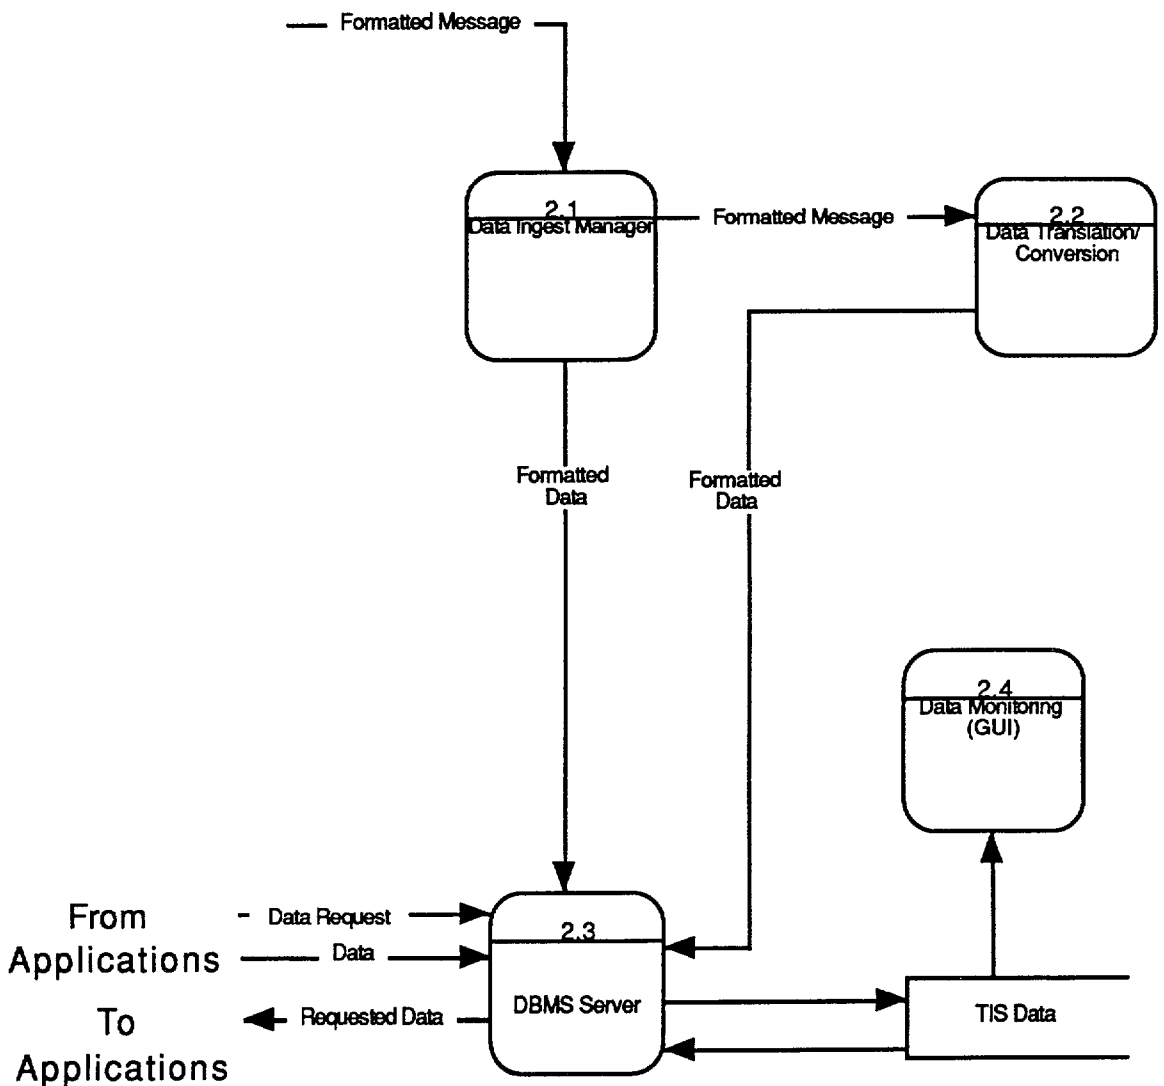 Formatted Message
2.1
Data Ingest Manager
Formatted Message
2.2
Data Translation/
Conversion
Formatted
Data
Formatted
Data
2.4
Data Monitoring
(GUI)
From
Applications
Data Request
Data
2.3
DBMS Server
To
Applications
Requested Data
TIS Data